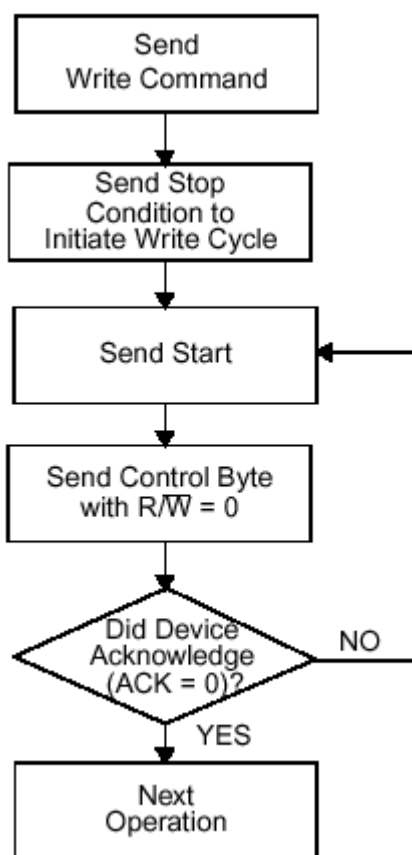 Send
Write Command
Send Stop
Condition to
Initiate Write Cycle
Send Start
Send Control Byte
with R/W̅ = 0
Did Device
Acknowledge
(ACK = 0)?
NO
YES
Next
Operation